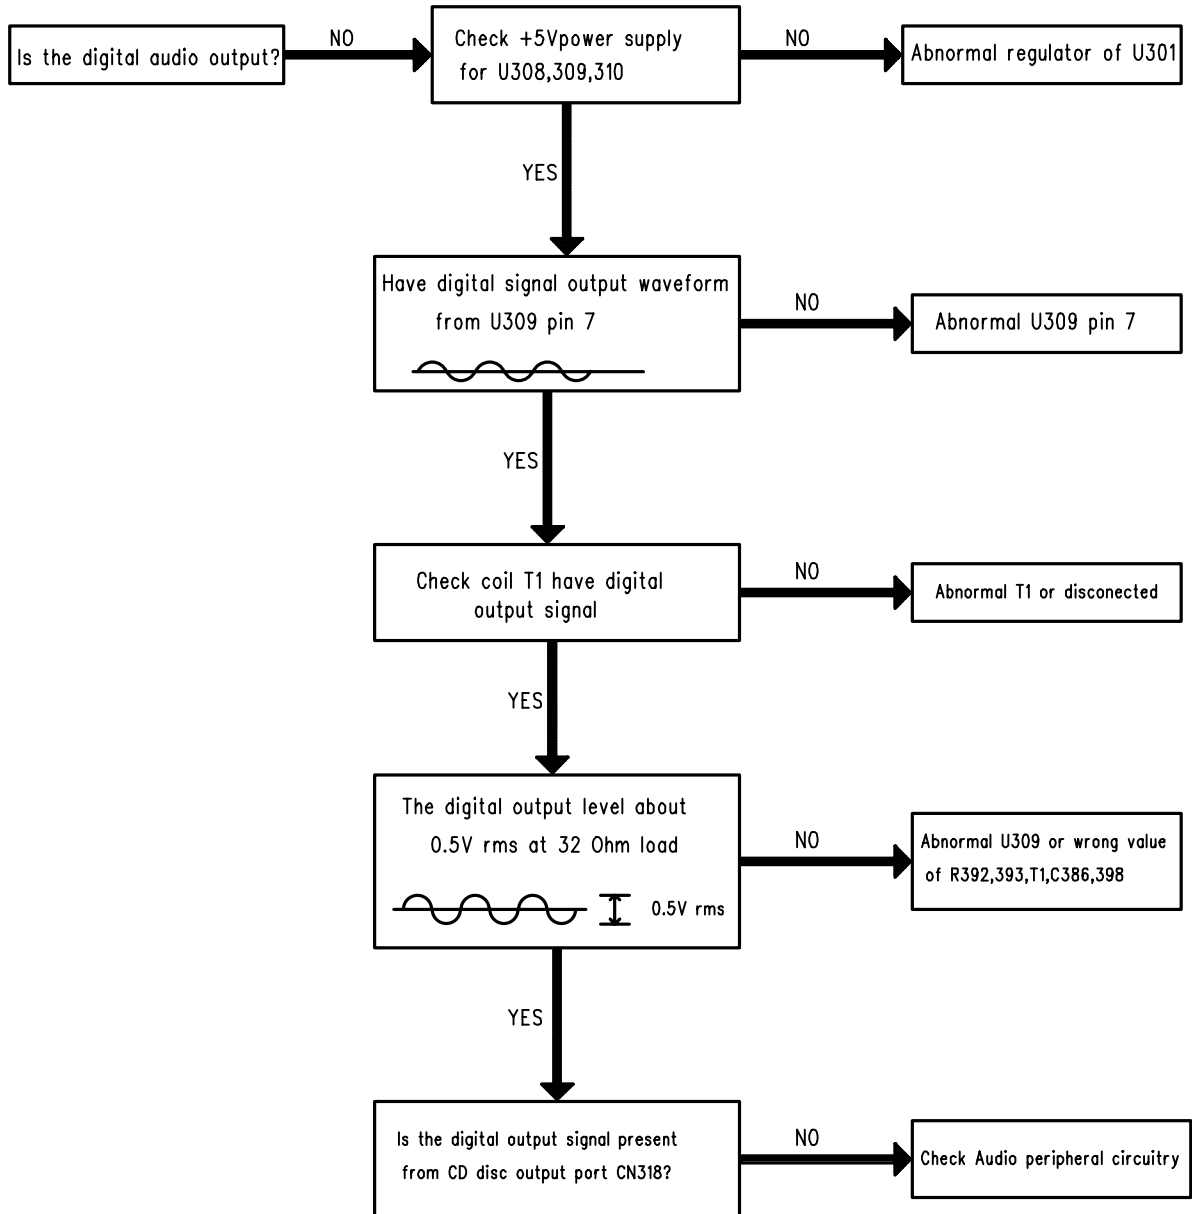 Is the digital audio output?
NO
Check +5Vpower supply
for U308,309,310
NO
Abnormal regulator of U301
YES
Have digital signal output waveform
from U309 pin 7
NO
Abnormal U309 pin 7
YES
Check coil T1 have digital
output signal
NO
Abnormal T1 or disconected
YES
The digital output level about
0.5V rms at 32 Ohm load
0.5V rms
NO
Abnormal U309 or wrong value
of R392,393,T1,C386,398
YES
Is the digital output signal present
from CD disc output port CN318?
NO
Check Audio peripheral circuitry